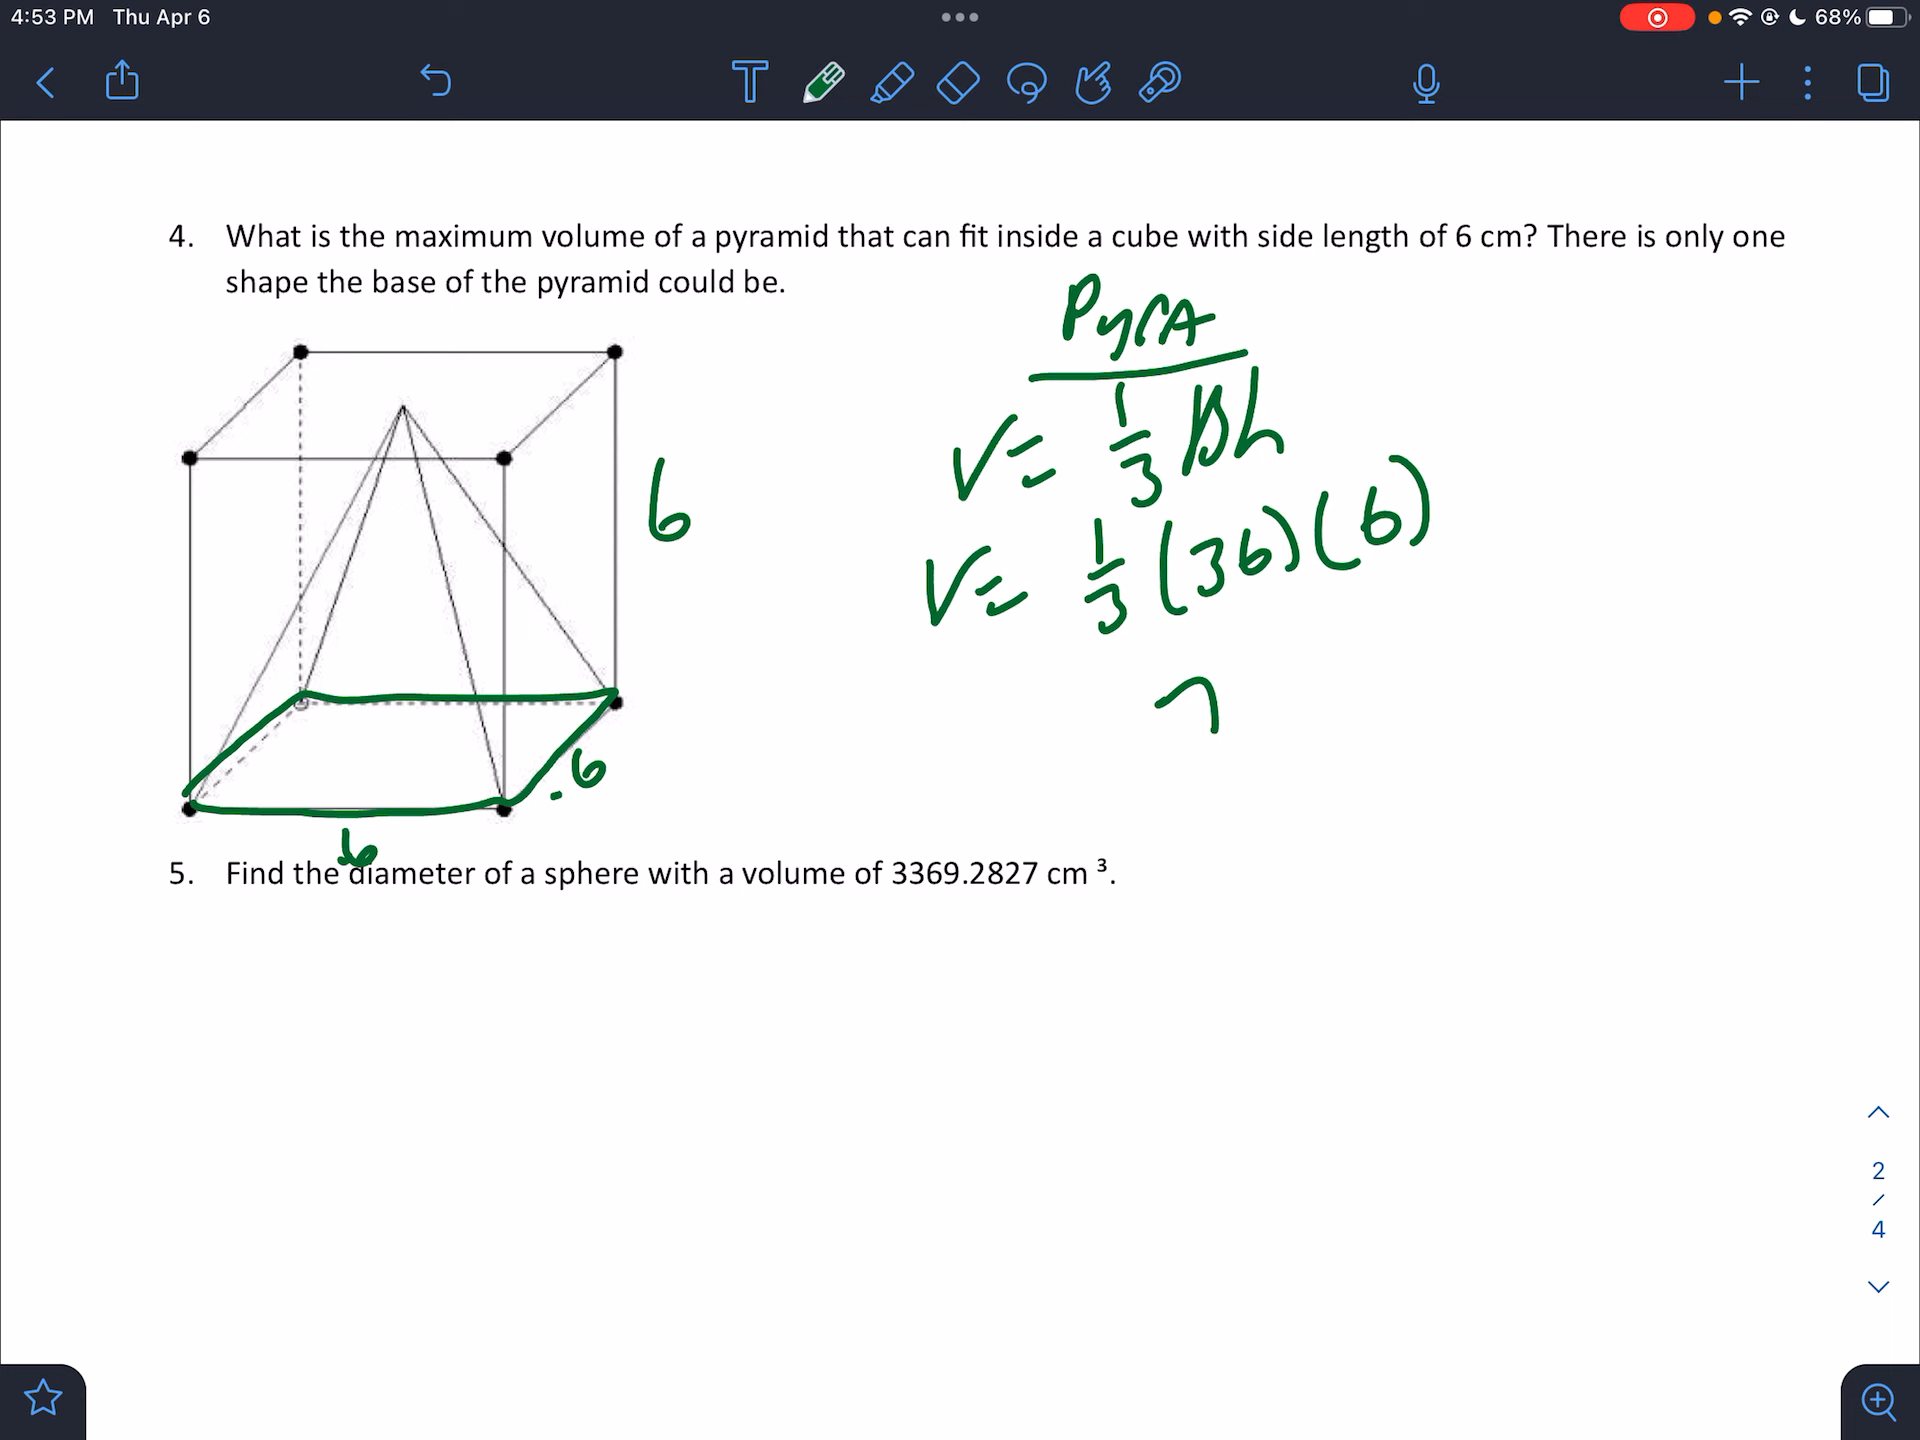 4:53 PM Thu Apr 6
68%
4. What is the maximum volume of a pyramid that can fit inside a cube with side length of 6 cm? There is only one
shape the base of the pyramid could be.
PyrA
V = 1/3 Bh
6
V = 1/3 (36)(6)
7
.6
6
5. Find the diameter of a sphere with a volume of 3369.2827 cm ³.
2
/
4